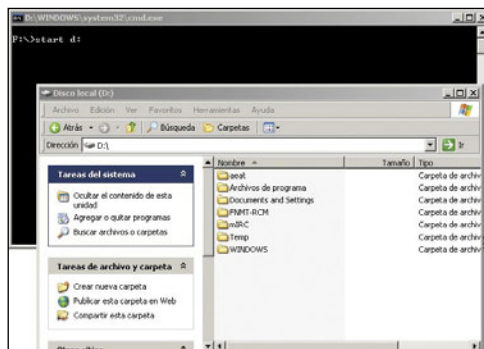 D:\WINDOWS\system32\cmd.exe
F:\>start d:
Disco local (D:)
Archivo Edición Ver Favoritos Herramientas Ayuda
Atrás Búsqueda Carpetas
Dirección D:\ Ir
Tareas del sistema
Ocultar el contenido de esta
unidad
Agregar o quitar programas
Buscar archivos o carpetas
Tareas de archivo y carpeta
Crear nueva carpeta
Publicar esta carpeta en Web
Compartir esta carpeta
Nombre Tamaño Tipo
aeat Carpeta de archiv
Archivos de programa Carpeta de archiv
Documents and Settings Carpeta de archiv
FNMT-RCM Carpeta de archiv
mIRC Carpeta de archiv
Temp Carpeta de archiv
WINDOWS Carpeta de archiv